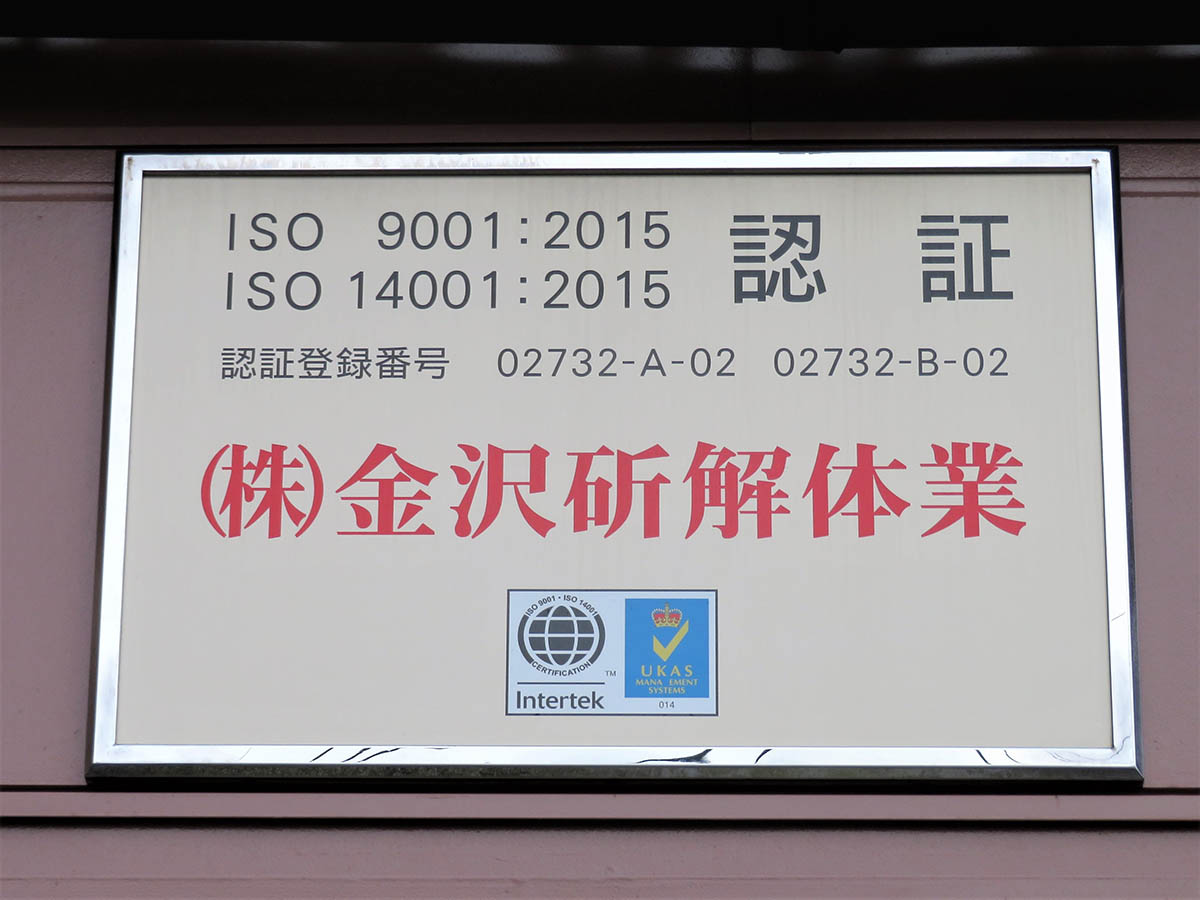 ISO 9001:2015 認証
ISO 14001:2015
認証登録番号 02732-A-02 02732-B-02
(株)金沢斫解体業
ISO 9001・ISO 14001
CERTIFICATION
TM
Intertek
UKAS
MANA EMENT
SYSTEMS
014